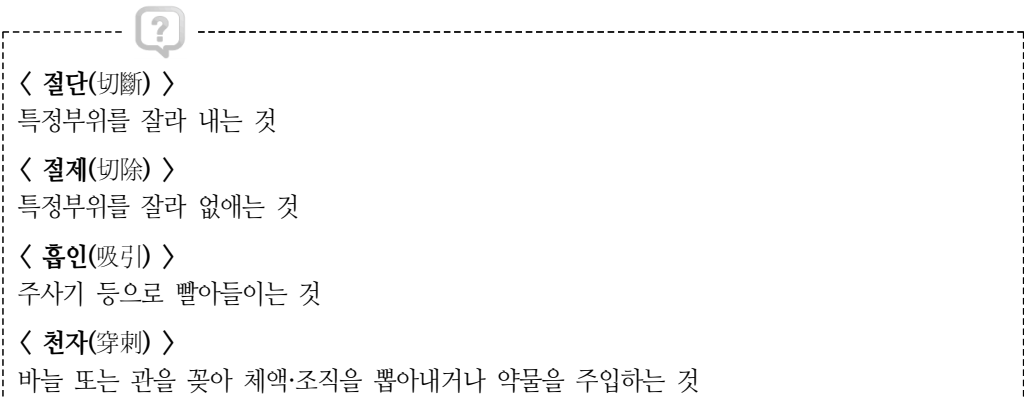 ?
〈 절단(切斷) 〉
특정부위를 잘라 내는 것
〈 절제(切除) 〉
특정부위를 잘라 없애는 것
〈 흡인(吸引) 〉
주사기 등으로 빨아들이는 것
〈 천자(穿刺) 〉
바늘 또는 관을 꽂아 체액·조직을 뽑아내거나 약물을 주입하는 것